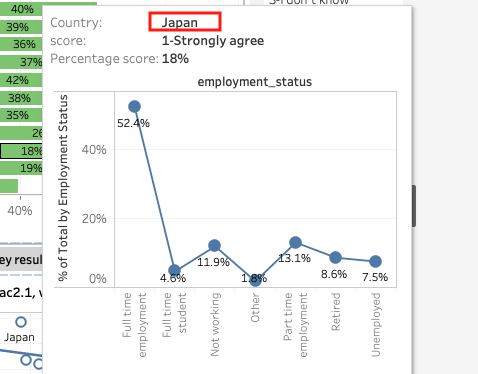 40%
39%
36%
37%
42%
38%
35%
26
18%
19%
40%
ey resul
ac2.1, v
Japan
3-I don't know
Country: Japan
score: 1-Strongly agree
Percentage score: 18%
employment_status
% of Total by Employment Status
40%
20%
0%
52.4%
4.6%
11.9%
1.8%
13.1%
8.6%
7.5%
Full time
employment
Full time
student
Not working
Other
Part time
employment
Retired
Unemployed